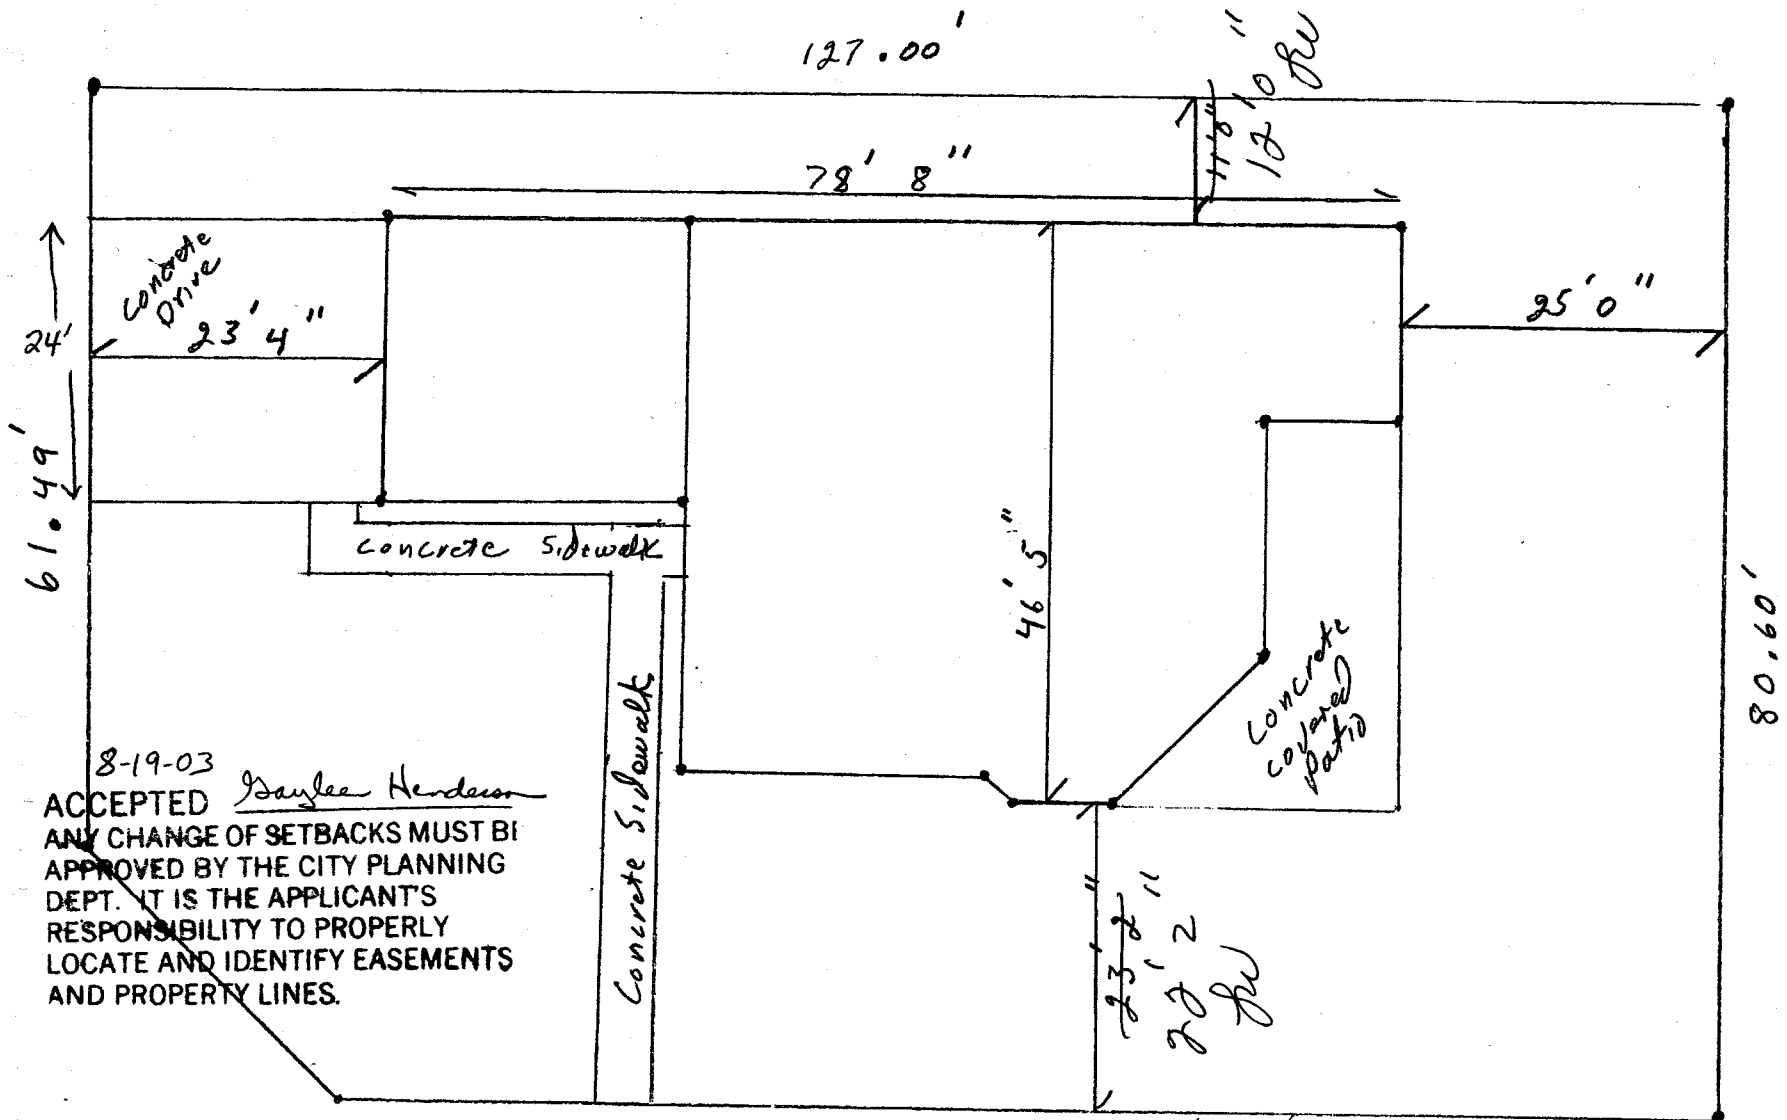 127.00'
12' 10"
78' 8"
Concrete
Drive
23' 4"
25' 0"
24'
61.49'
Concrete Sidewalk
46' 5"
80.60'
Concrete
Covered
Patio
Concrete Sidewalk
8-19-03
ACCEPTED Gaylen Henderson
ANY CHANGE OF SETBACKS MUST BE
APPROVED BY THE CITY PLANNING
DEPT. IT IS THE APPLICANT'S
RESPONSIBILITY TO PROPERLY
LOCATE AND IDENTIFY EASEMENTS
AND PROPERTY LINES.
23' 2"
22' 2"